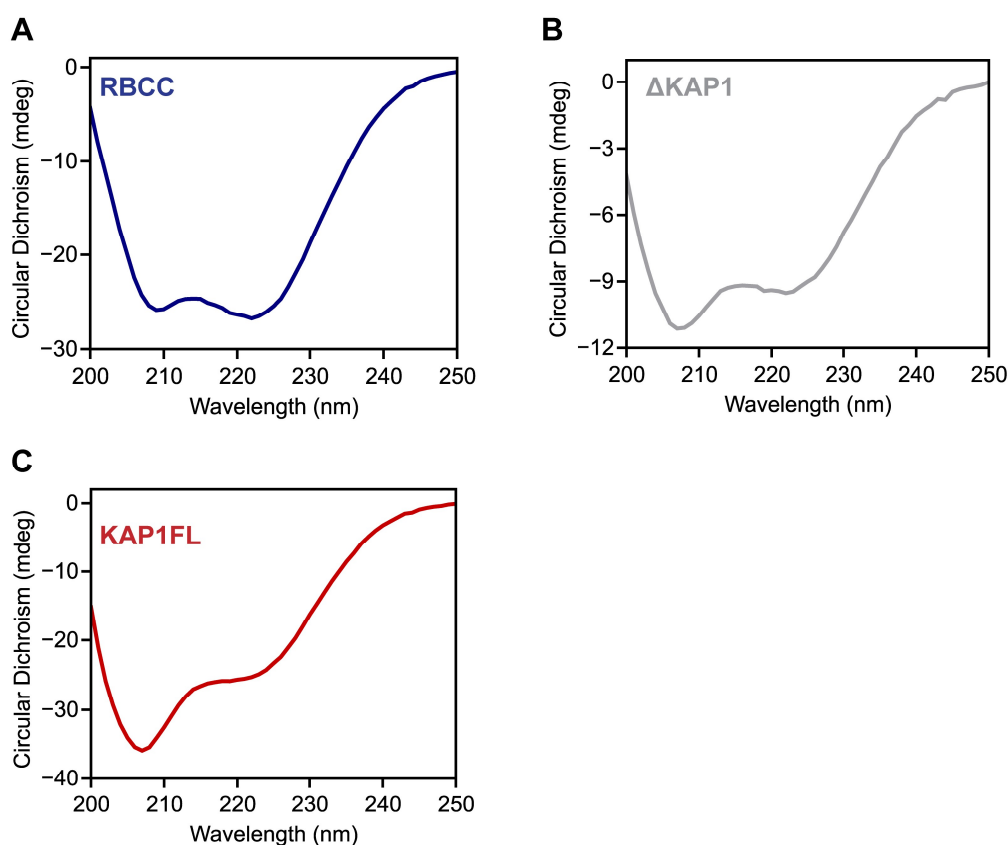 A
RBCC
Circular Dichroism (mdeg)
0
−10
−20
−30
200 210 220 230 240 250
Wavelength (nm)
B
ΔKAP1
Circular Dichroism (mdeg)
0
−3
−6
−9
−12
200 210 220 230 240 250
Wavelength (nm)
C
KAP1FL
Circular Dichroism (mdeg)
0
−10
−20
−30
−40
200 210 220 230 240 250
Wavelength (nm)